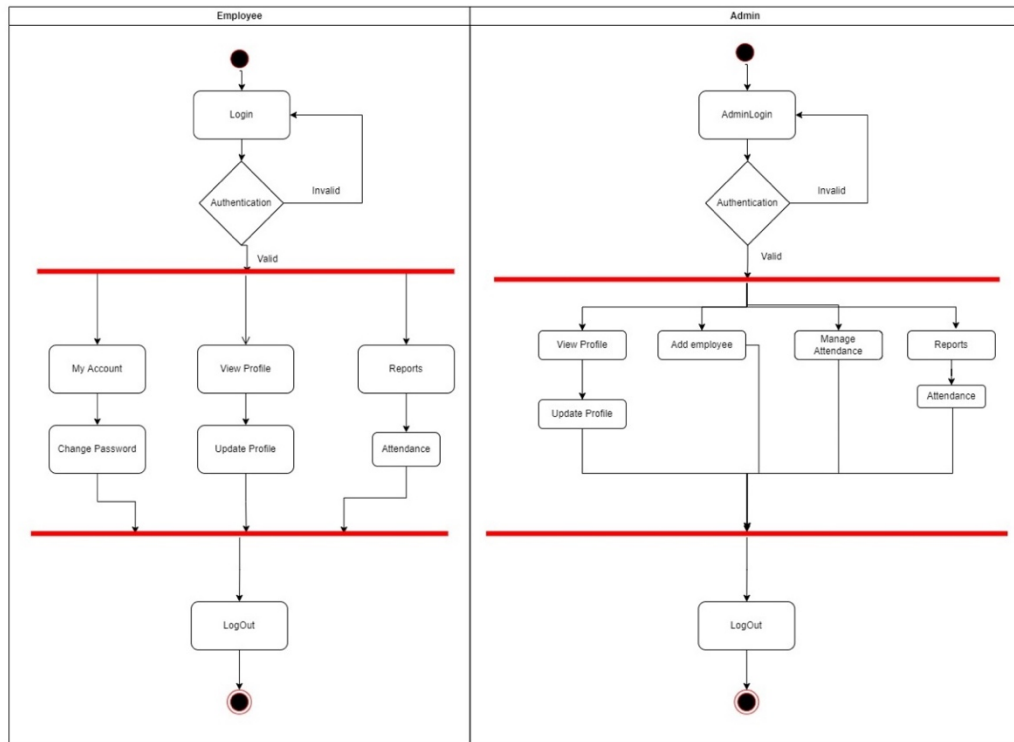 Employee
Login
Authentication
Invalid
Valid
My Account
View Profile
Reports
Change Password
Update Profile
Attendance
LogOut
Admin
AdminLogin
Authentication
Invalid
Valid
View Profile
Add employee
Manage
Attendance
Reports
Update Profile
Attendance
LogOut